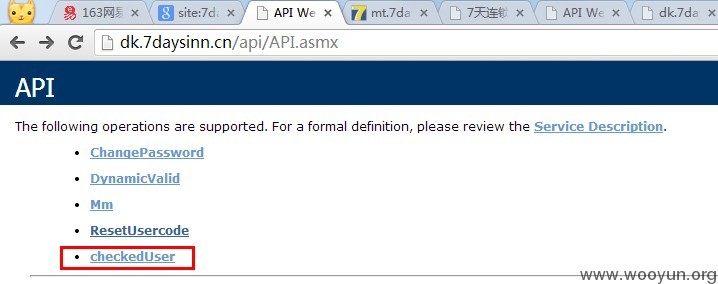 163网易
site:7da
API We
mt.7day
7天连锁
API We
dk.7da
dk.7daysinn.cn/api/API.asmx
API
The following operations are supported. For a formal definition, please review the Service Description.
ChangePassword
DynamicValid
Mm
ResetUsercode
checkedUser
www.wooyun.org